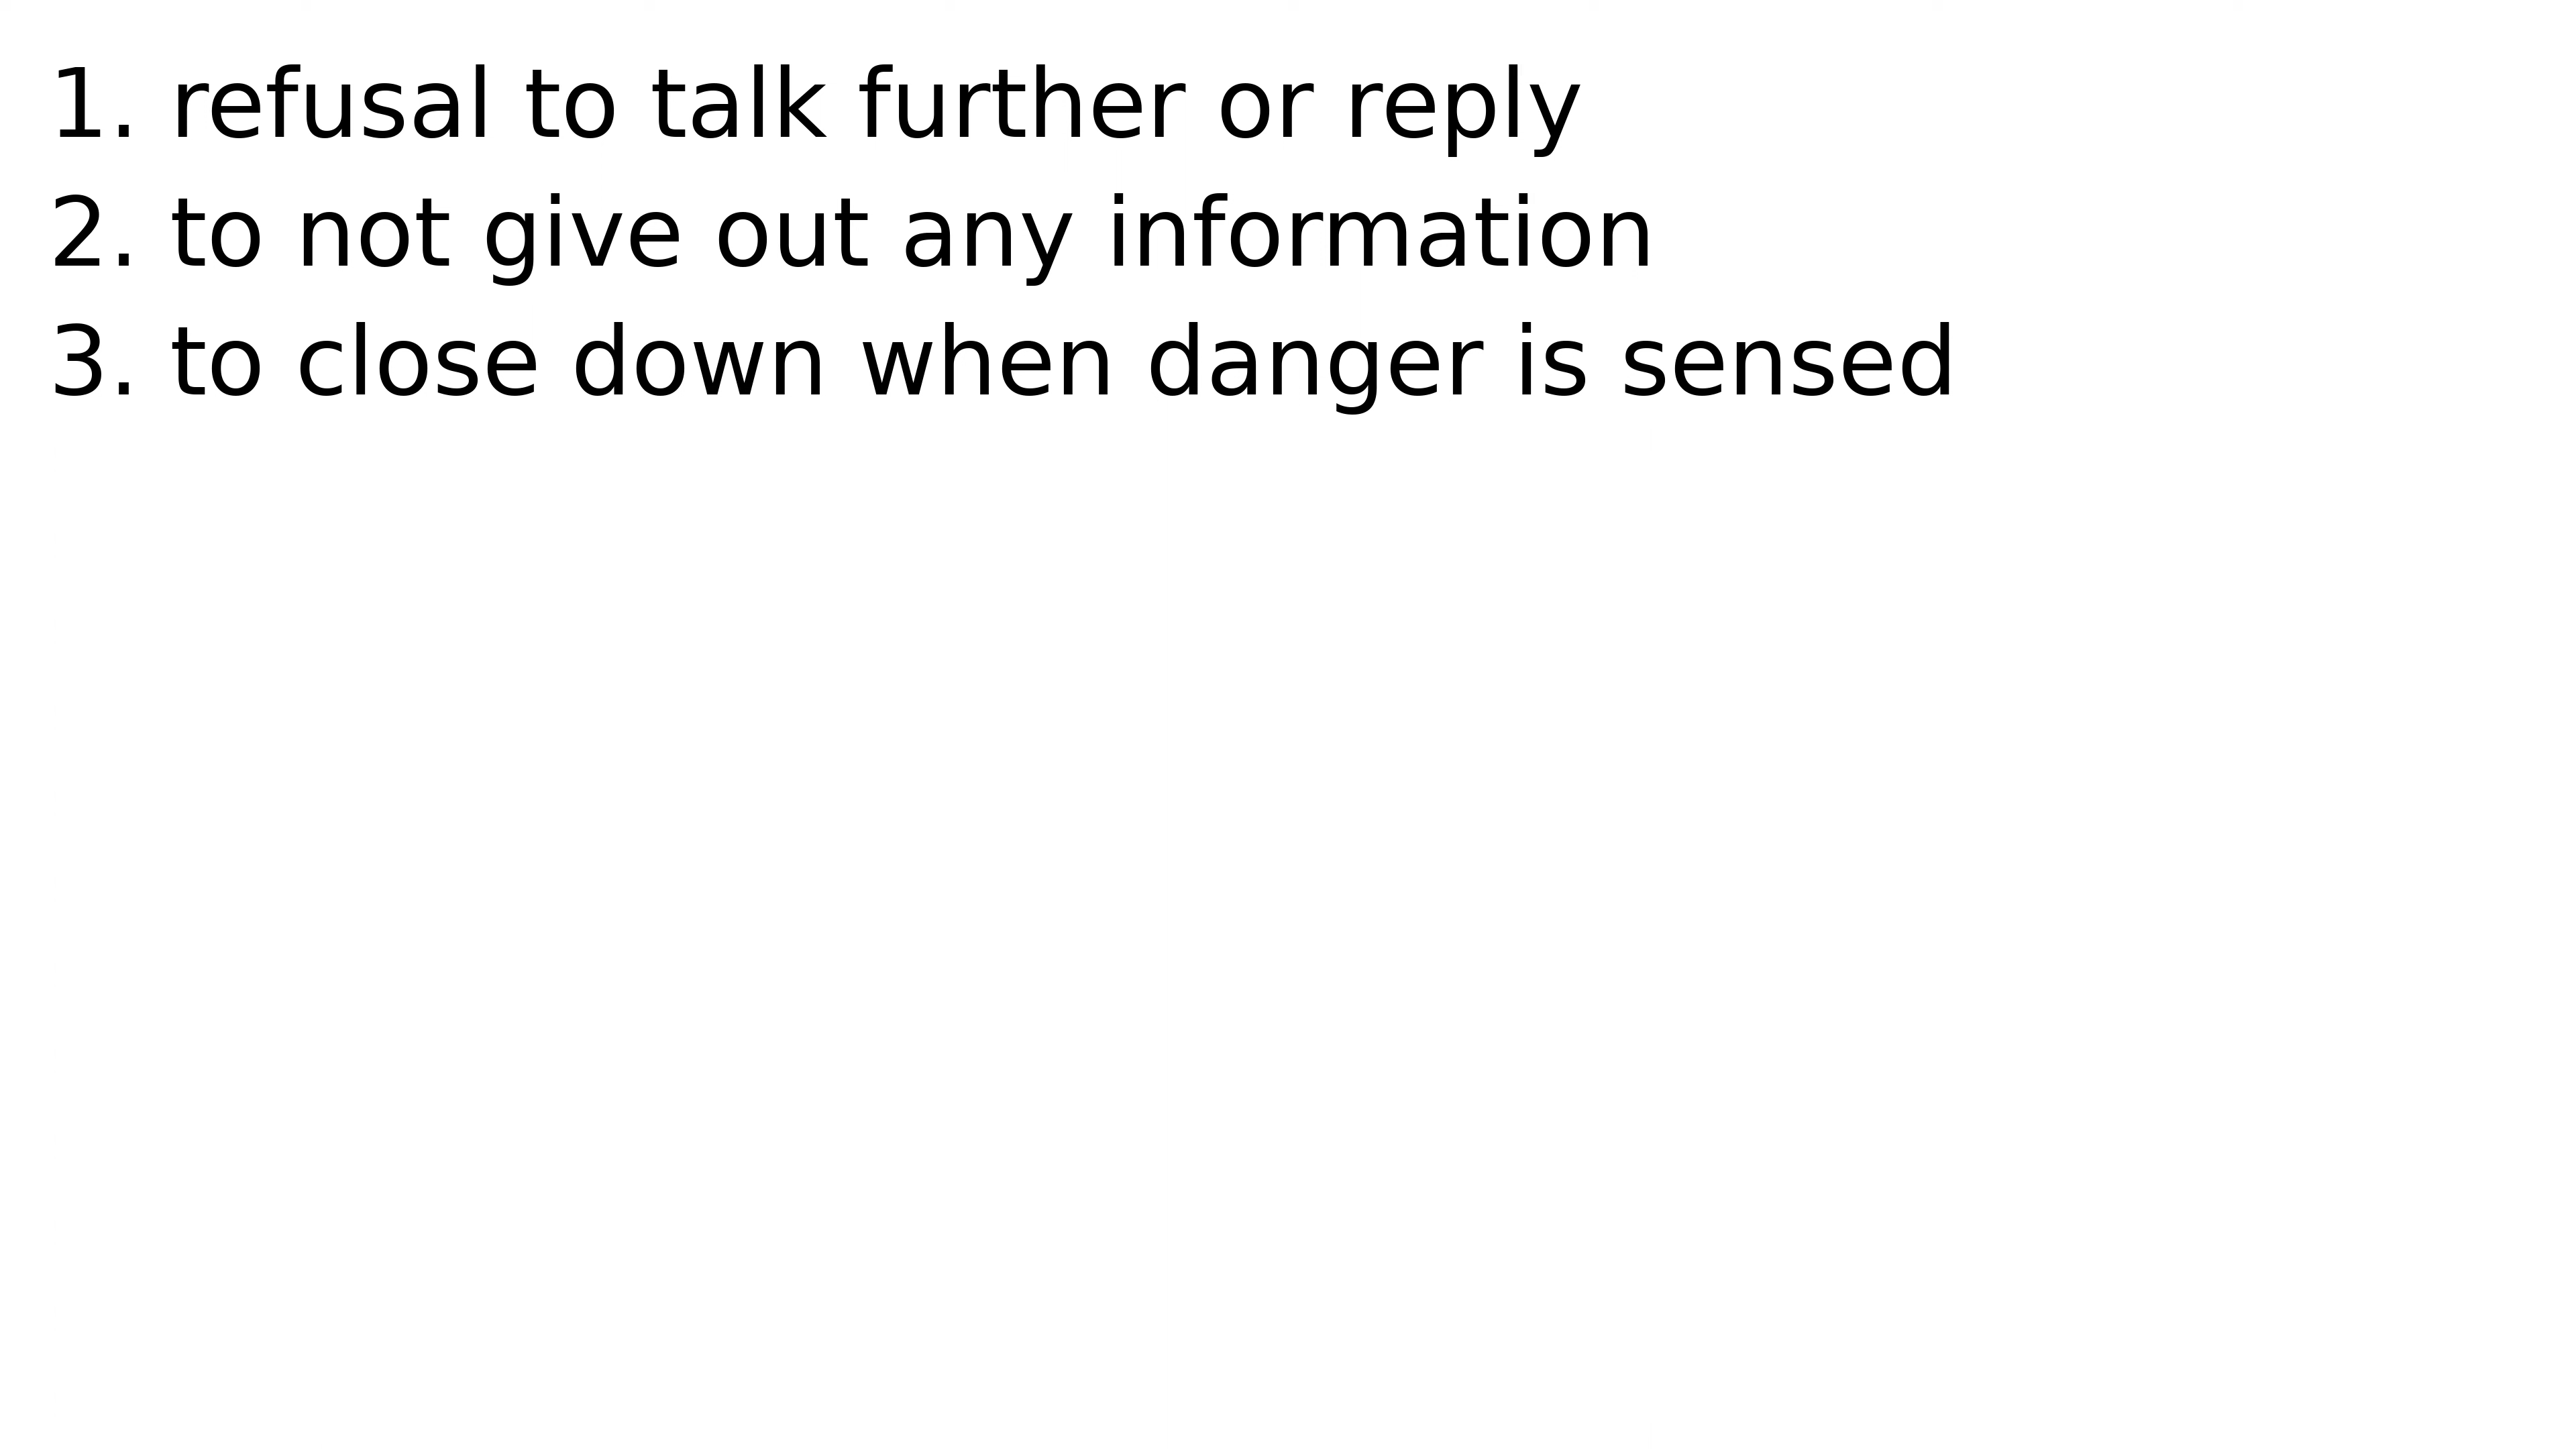 1. refusal to talk further or reply
2. to not give out any information
3. to close down when danger is sensed